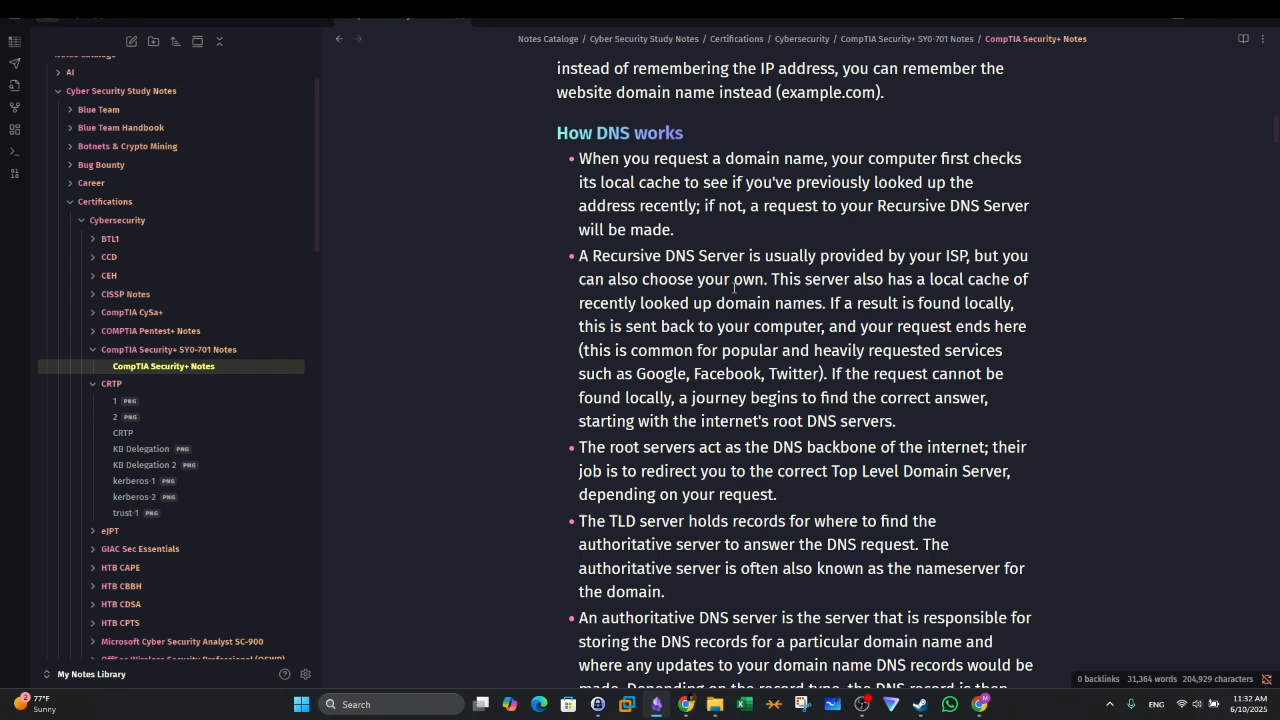 Notes Cataloge / Cyber Security Study Notes / Certifications / Cybersecurity / CompTIA Security+ SY0-701 Notes / CompTIA Security+ Notes
AI
Cyber Security Study Notes
Blue Team
Blue Team Handbook
Botnets & Crypto Mining
Bug Bounty
Career
Certifications
Cybersecurity
BTL1
CCD
CEH
CISSP Notes
CompTIA CySa+
COMPTIA Pentest+ Notes
CompTIA Security+ SY0-701 Notes
CompTIA Security+ Notes
CRTP
1 PNG
2 PNG
CRTP
KB Delegation PNG
KB Delegation 2 PNG
kerberos-1 PNG
kerberos-2 PNG
trust-1 PNG
eJPT
GIAC Sec Essentials
HTB CAPE
HTB CBBH
HTB CDSA
HTB CPTS
Microsoft Cyber Security Analyst SC-900
OffSec Wireless Security Professional (OSWP)
My Notes Library
instead of remembering the IP address, you can remember the
website domain name instead (example.com).
How DNS works
• When you request a domain name, your computer first checks
its local cache to see if you've previously looked up the
address recently; if not, a request to your Recursive DNS Server
will be made.
• A Recursive DNS Server is usually provided by your ISP, but you
can also choose your own. This server also has a local cache of
recently looked up domain names. If a result is found locally,
this is sent back to your computer, and your request ends here
(this is common for popular and heavily requested services
such as Google, Facebook, Twitter). If the request cannot be
found locally, a journey begins to find the correct answer,
starting with the internet's root DNS servers.
• The root servers act as the DNS backbone of the internet; their
job is to redirect you to the correct Top Level Domain Server,
depending on your request.
• The TLD server holds records for where to find the
authoritative server to answer the DNS request. The
authoritative server is often also known as the nameserver for
the domain.
• An authoritative DNS server is the server that is responsible for
storing the DNS records for a particular domain name and
where any updates to your domain name DNS records would be
made. Depending on the record type, the DNS record is then
0 backlinks 31,364 words 204,929 characters
77°F
Sunny
Search
11:32 AM
6/10/2025